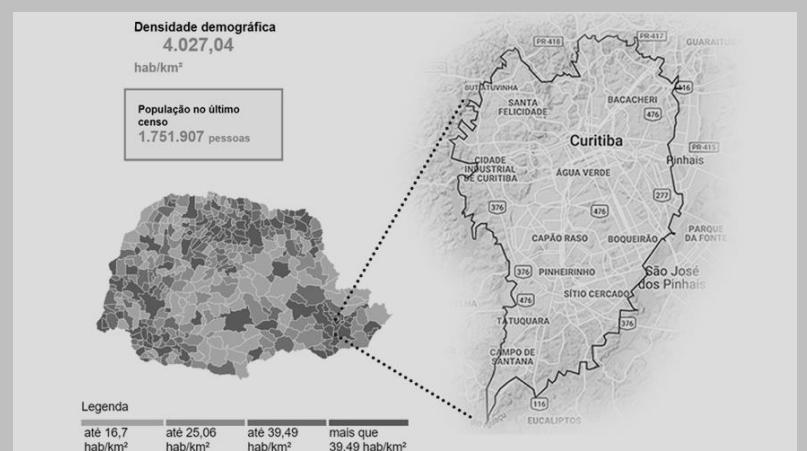 Densidade demográfica
4.027,04
hab/km²
População no último
censo
1.751.907 pessoas
Legenda
até 16,7
hab/km²
até 25,06
hab/km²
até 39,49
hab/km²
mais que
39,49 hab/km²
PR-418
PR-417
GUARAITU
BUTIATUVINHA
116
SANTA
FELICIDADE
BACACHERI
476
Curitiba
PR-415
CIDADE
INDUSTRIAL
DE CURITIBA
Pinhais
ÁGUA VERDE
277
376
476
PARQUE
DA FONTE
CAPÃO RASO
BOQUEIRÃO
376
PINHEIRINHO
São José
dos Pinhais
476
SÍTIO CERCADO
TATUQUARA
376
CAMPO DE
SANTANA
116
EUCALIPTOS